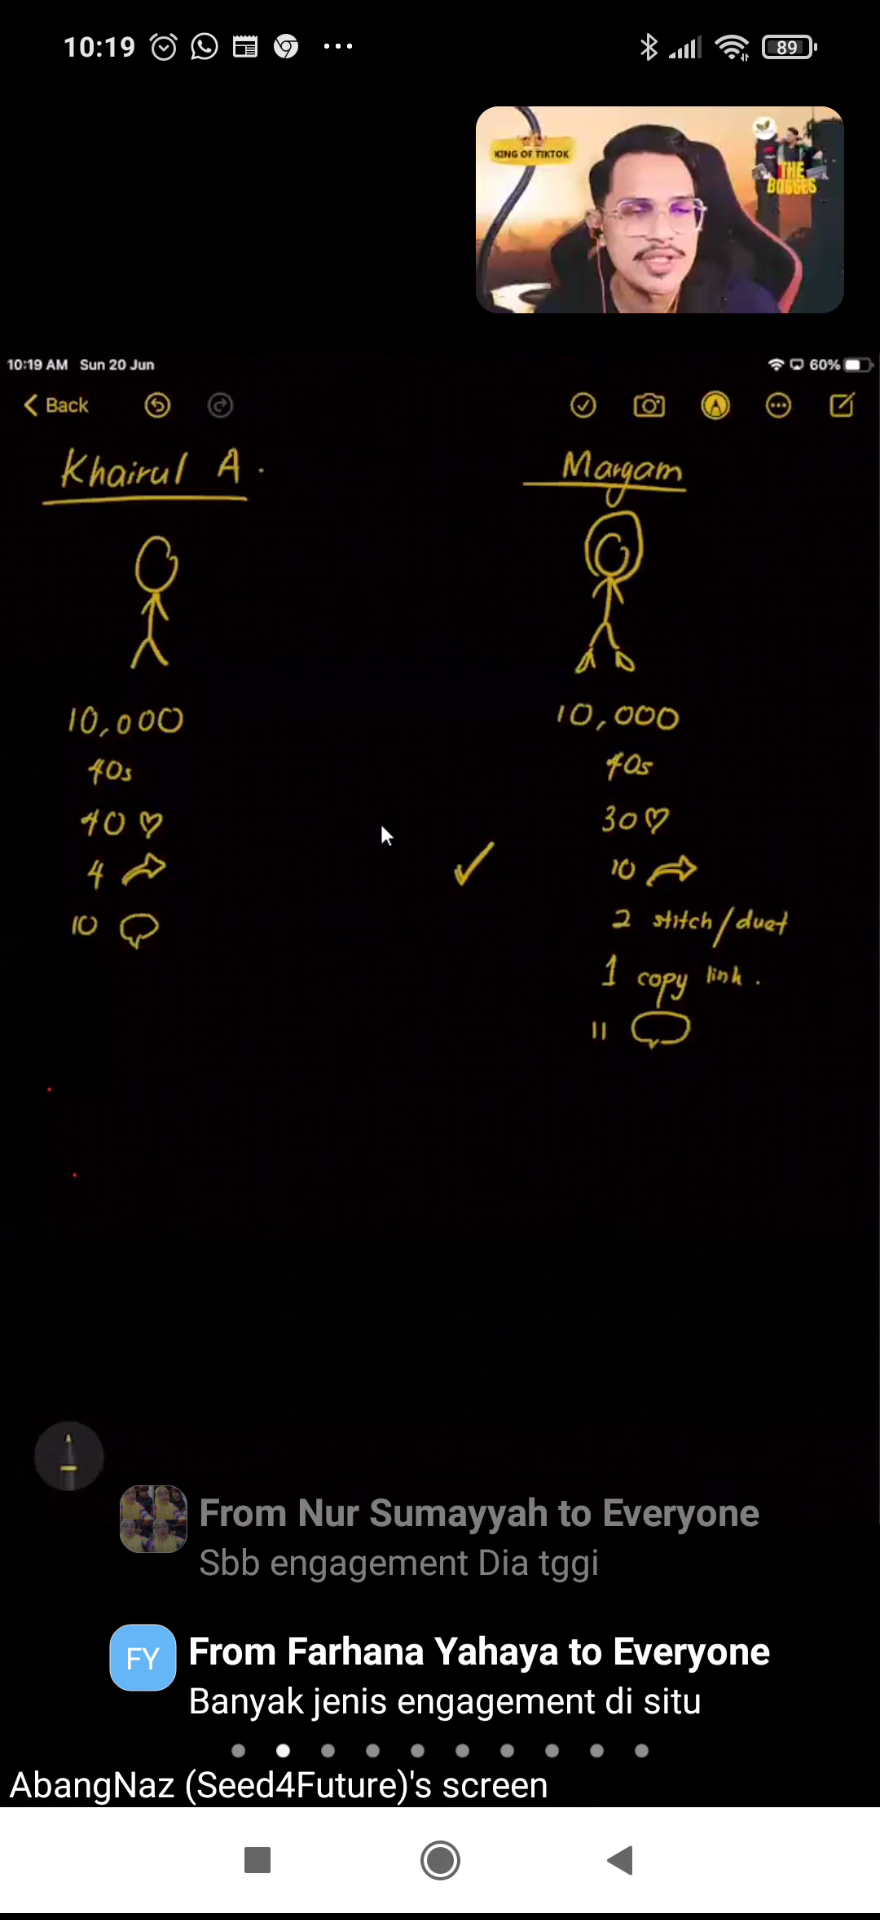 10:19
89
KING OF TIKTOK
THE
BOSSES
10:19 AM Sun 20 Jun
60%
Back
Khairul A.
10,000
40s
40
4
10
Maryam
10,000
40s
30
10
2 stitch/duet
1 copy link.
11
From Nur Sumayyah to Everyone
Sbb engagement Dia tggi
FY
From Farhana Yahaya to Everyone
Banyak jenis engagement di situ
AbangNaz (Seed4Future)'s screen